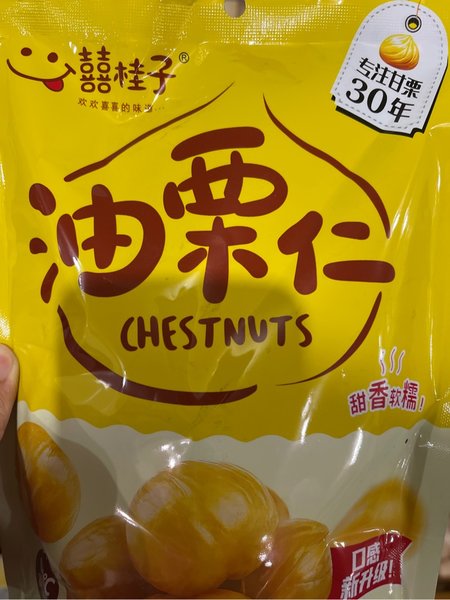 囍桂子®
欢欢喜喜的味道...
专注甘栗
30年
油栗仁
CHESTNUTS
甜香软糯!
口感
新升级!